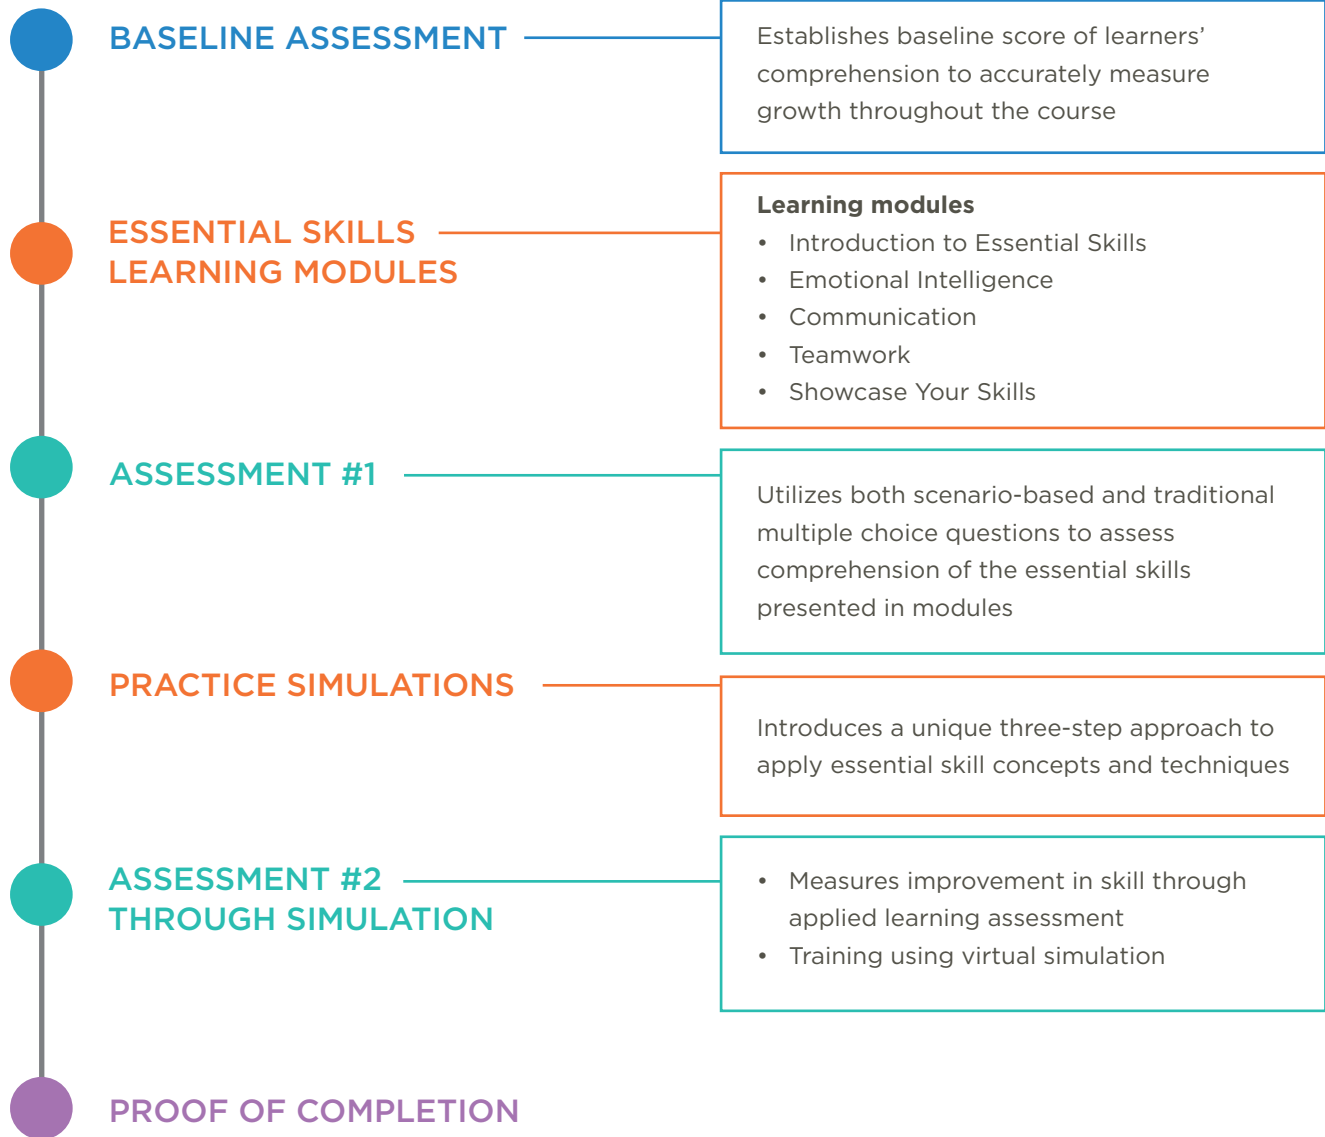 BASELINE ASSESSMENT
Establishes baseline score of learners’
comprehension to accurately measure
growth throughout the course
ESSENTIAL SKILLS
LEARNING MODULES
Learning modules
• Introduction to Essential Skills
• Emotional Intelligence
• Communication
• Teamwork
• Showcase Your Skills
ASSESSMENT #1
Utilizes both scenario-based and traditional
multiple choice questions to assess
comprehension of the essential skills
presented in modules
PRACTICE SIMULATIONS
Introduces a unique three-step approach to
apply essential skill concepts and techniques
ASSESSMENT #2
THROUGH SIMULATION
• Measures improvement in skill through
applied learning assessment
• Training using virtual simulation
PROOF OF COMPLETION